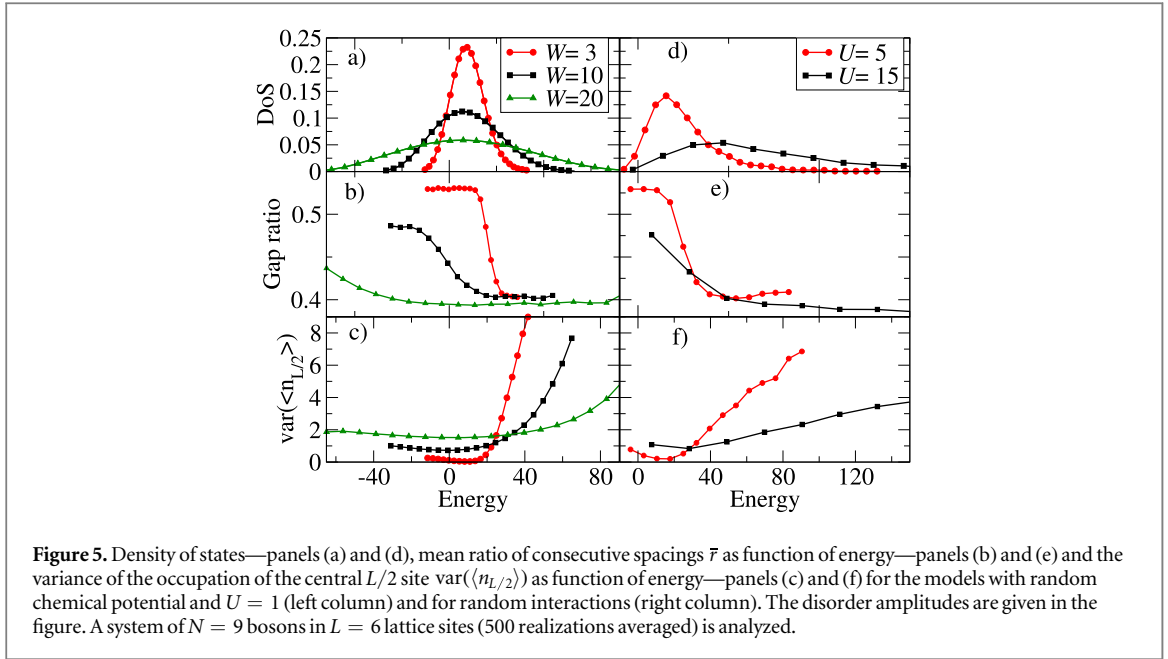 0.25
0.20
0.15
0.10
0.05
0
DoS
a)
W= 3
W=10
W=20
d)
U= 5
U= 15
0.5
0.4
Gap ratio
b)
e)
8
6
4
2
0
var(<n_{L/2}>)
c)
f)
-40 0 40 80
0 40 80 120
Energy
Energy
Figure 5. Density of states—panels (a) and (d), mean ratio of consecutive spacings r̄ as function of energy—panels (b) and (e) and the
variance of the occupation of the central L/2 site var(⟨n_{L/2}⟩) as function of energy—panels (c) and (f) for the models with random
chemical potential and U = 1 (left column) and for random interactions (right column). The disorder amplitudes are given in the
figure. A system of N = 9 bosons in L = 6 lattice sites (500 realizations averaged) is analyzed.